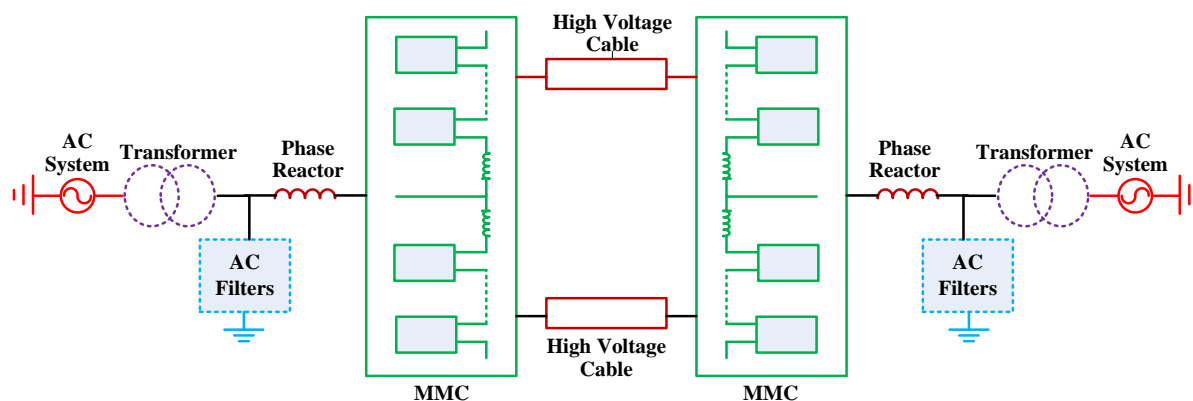 High Voltage
Cable
AC
System
Transformer
Phase
Reactor
AC
Filters
MMC
High Voltage
Cable
MMC
Phase
Reactor
Transformer
AC
System
AC
Filters